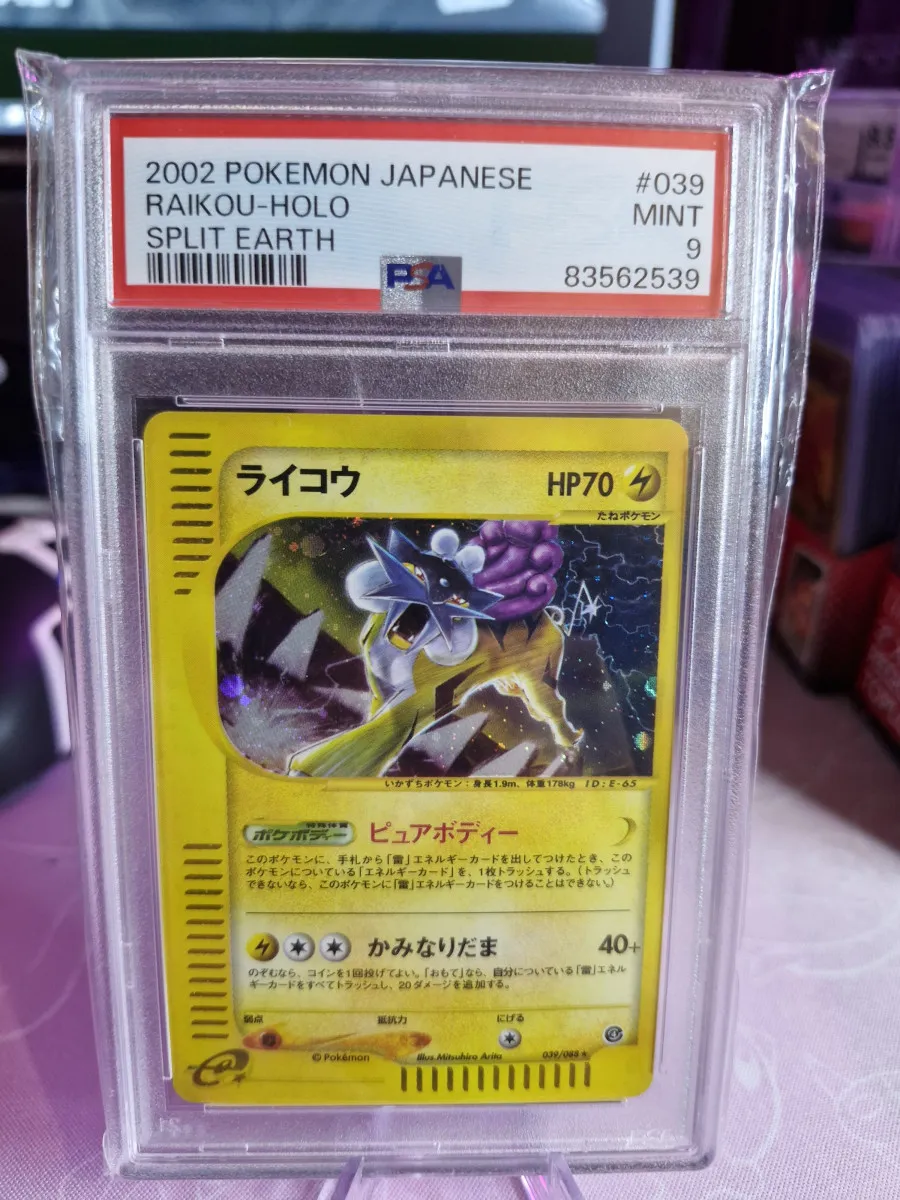 2002 POKEMON JAPANESE #039
RAIKOU-HOLO MINT
SPLIT EARTH 9
PSA 83562539
ライコウ HP70
たねポケモン
いかずちポケモン:身長1.9m、体重178kg ID:E-65
特殊体質
ポケボディー ピュアボディー
このポケモンに、手札から「雷」エネルギーカードを出してつけたとき、この
ポケモンについている「エネルギーカード」を、1枚トラッシュする。(トラッシュ
できないなら、このポケモンに「雷」エネルギーカードをつけることはできない。)
かみなりだま 40+
のぞむなら、コインを1回投げてよい。「おもて」なら、自分についている「雷」エネル
ギーカードをすべてトラッシュし、20ダメージを追加する。
弱点 抵抗力 にげる
©Pokémon Illus. Mitsuhiro Arita 039/088★